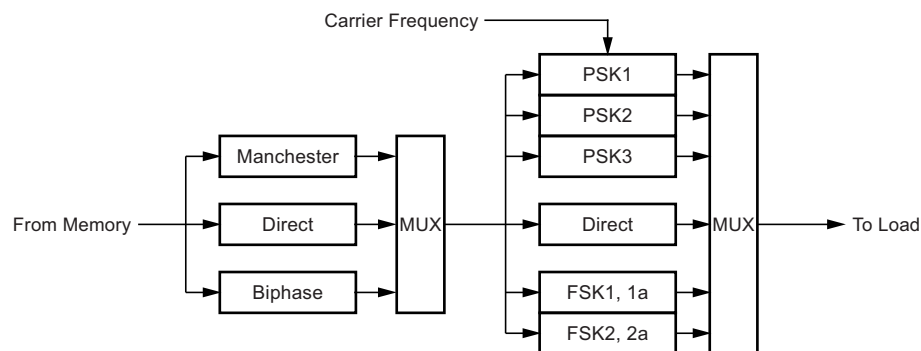 Carrier Frequency
PSK1
PSK2
PSK3
Manchester
From Memory
Direct
MUX
Direct
MUX
To Load
Biphase
FSK1, 1a
FSK2, 2a